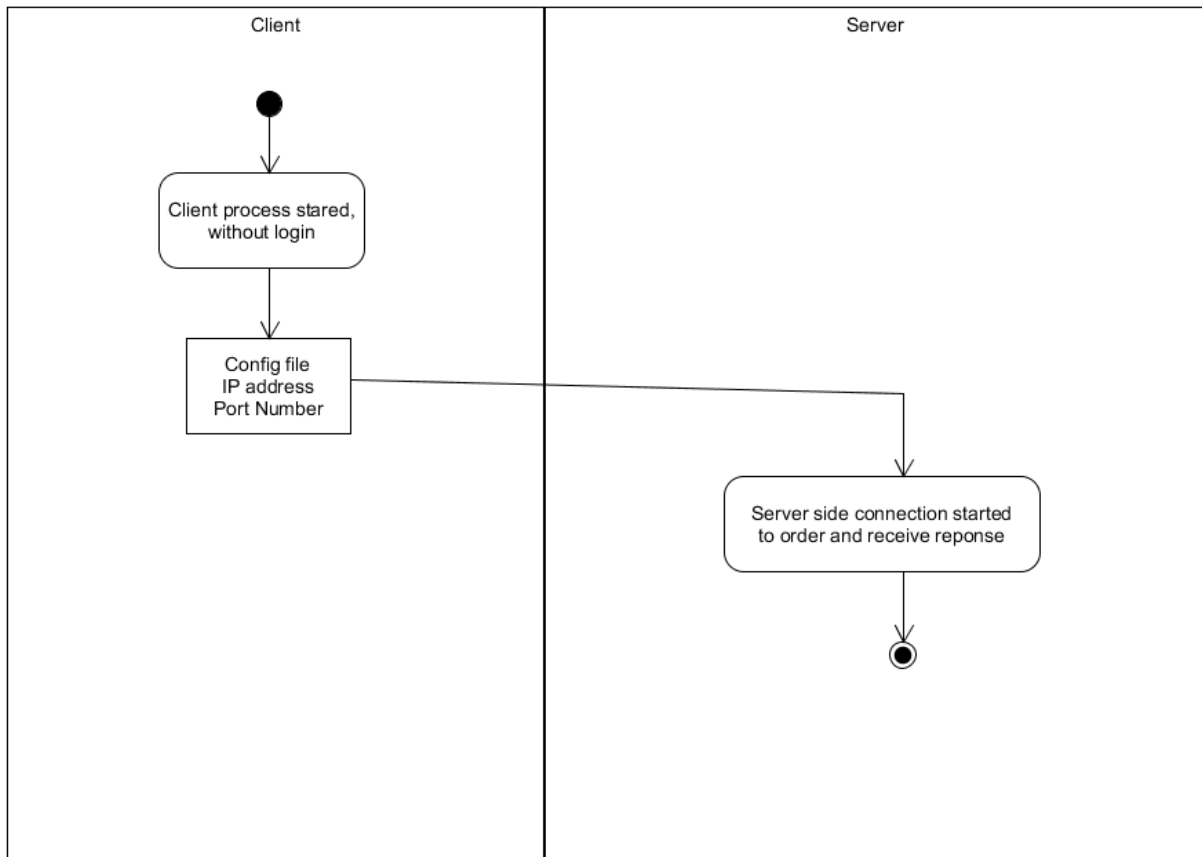 Client
Server
Client process stared,
without login
Config file
IP address
Port Number
Server side connection started
to order and receive reponse